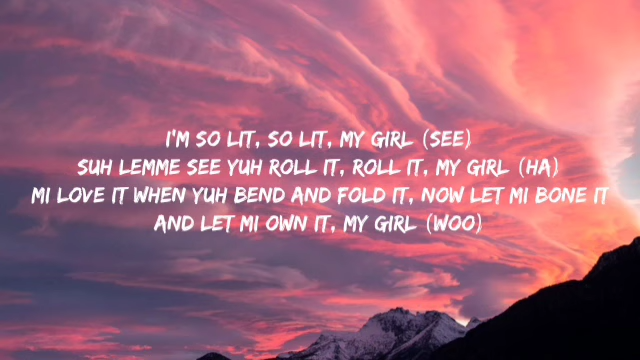 I'M SO LIT, SO LIT, MY GIRL (SEE)
SUH LEMME SEE YUH ROLL IT, ROLL IT, MY GIRL (HA)
MI LOVE IT WHEN YUH BEND AND FOLD IT, NOW LET MI BONE IT
AND LET MI OWN IT, MY GIRL (WOO)